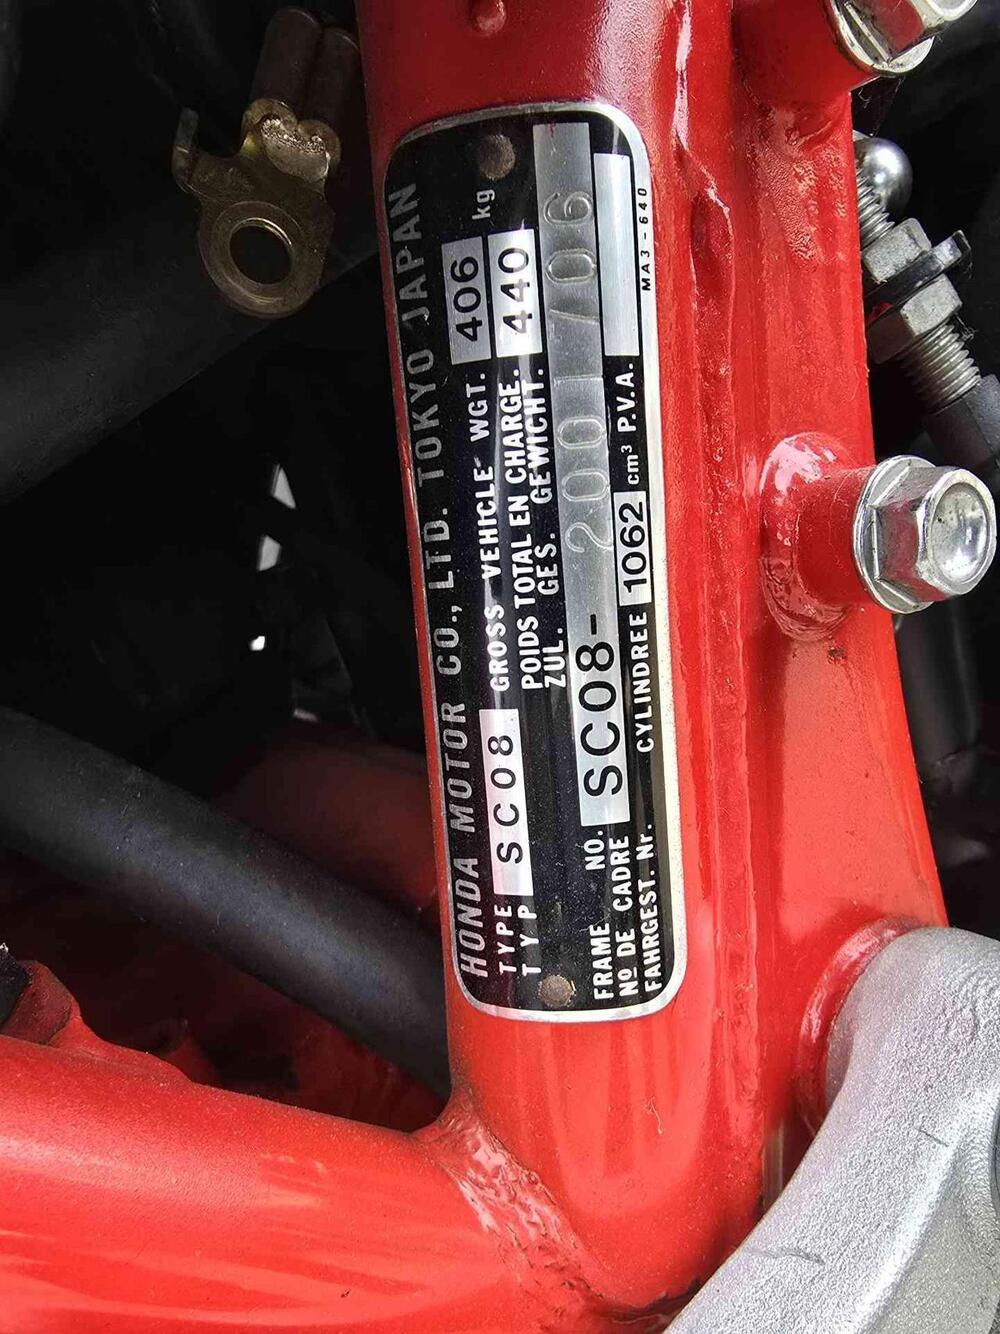 HONDA MOTOR CO., LTD. TOKYO JAPAN
TYPE SC08 GROSS VEHICLE WGT. 406 kg
TYP POIDS TOTAL EN CHARGE. 440
ZUL. GES. GEWICHT.
FRAME NO. SC08-2001706
Nº DE CADRE
FAHRGEST. Nr. CYLINDREE 1062 cm³ P.V.A.
MA3-640